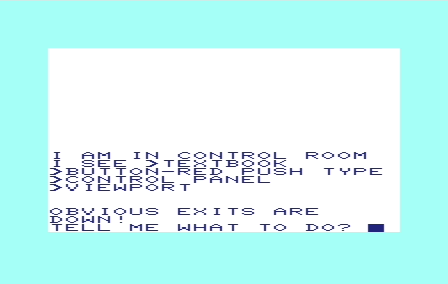 I AM IN CONTROL ROOM
I SEE >TEXTBOOK
>BUTTON-RED PUSH TYPE
>CONTROL PANEL
>VIEWPORT
OBVIOUS EXITS ARE
DOWN!
TELL ME WHAT TO DO?